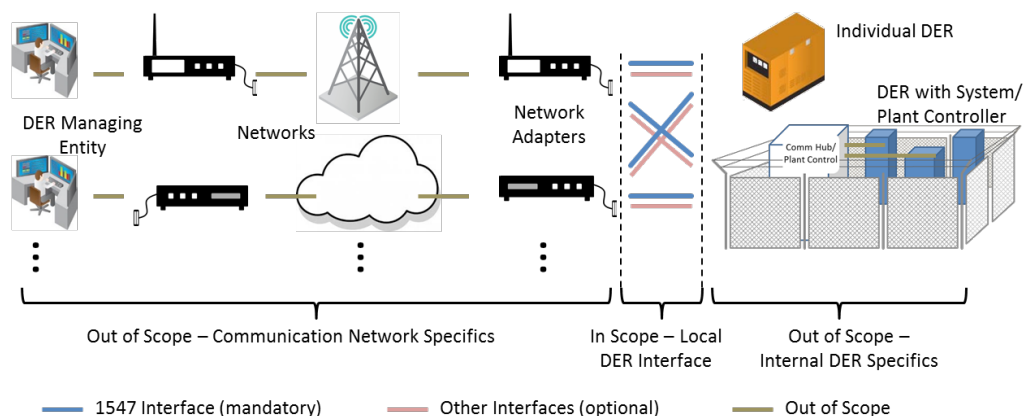 Individual DER
DER with System/
Plant Controller
DER Managing
Entity
Networks
Network
Adapters
Comm Hub/
Plant Control
Out of Scope – Communication Network Specifics
In Scope – Local
DER Interface
Out of Scope –
Internal DER Specifics
1547 Interface (mandatory)
Other Interfaces (optional)
Out of Scope